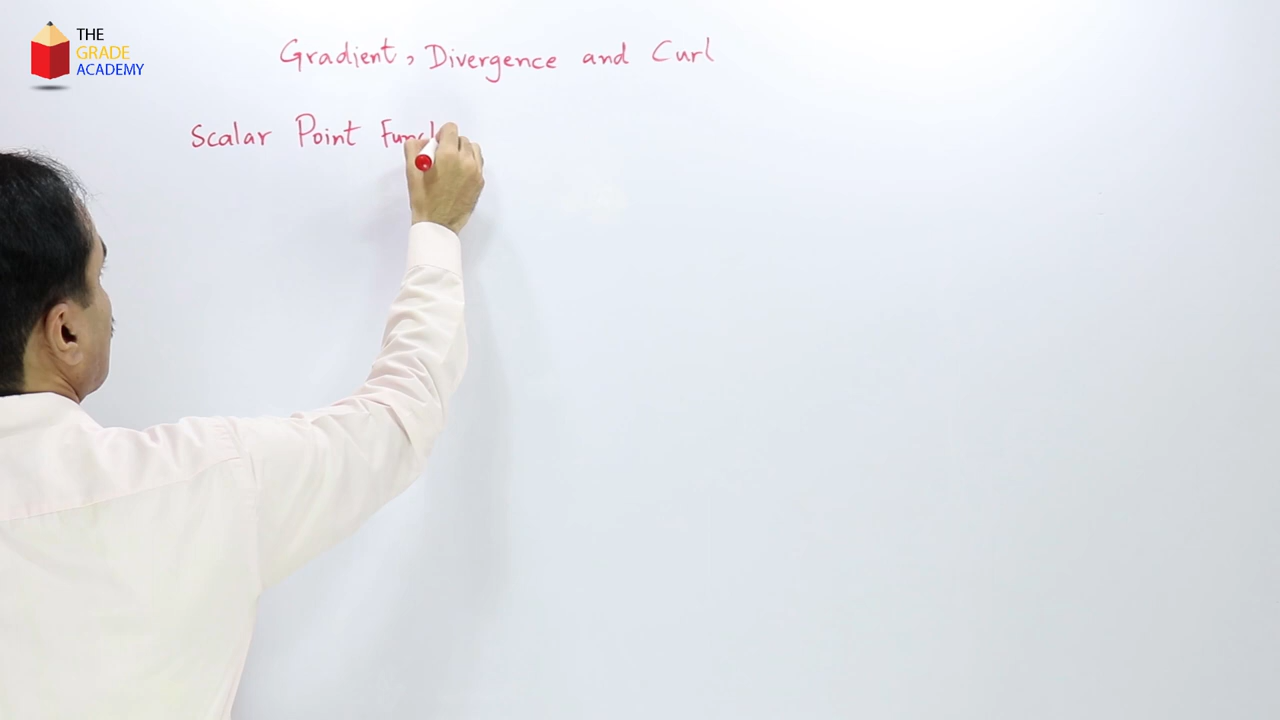 THE
GRADE
ACADEMY
Gradient, Divergence and Curl
Scalar Point